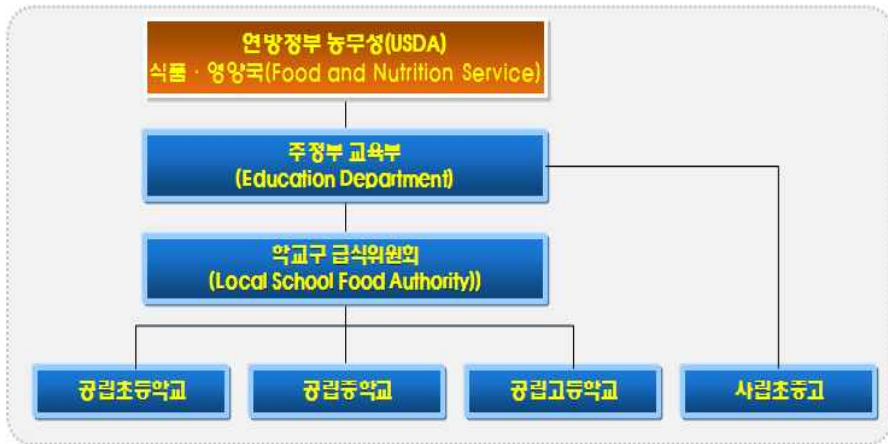 연방정부 농무성(USDA)
식품 · 영양국(Food and Nutrition Service)
주정부 교육부
(Education Department)
학교구 급식위원회
(Local School Food Authority))
공립초등학교
공립중학교
공립고등학교
사립초중고